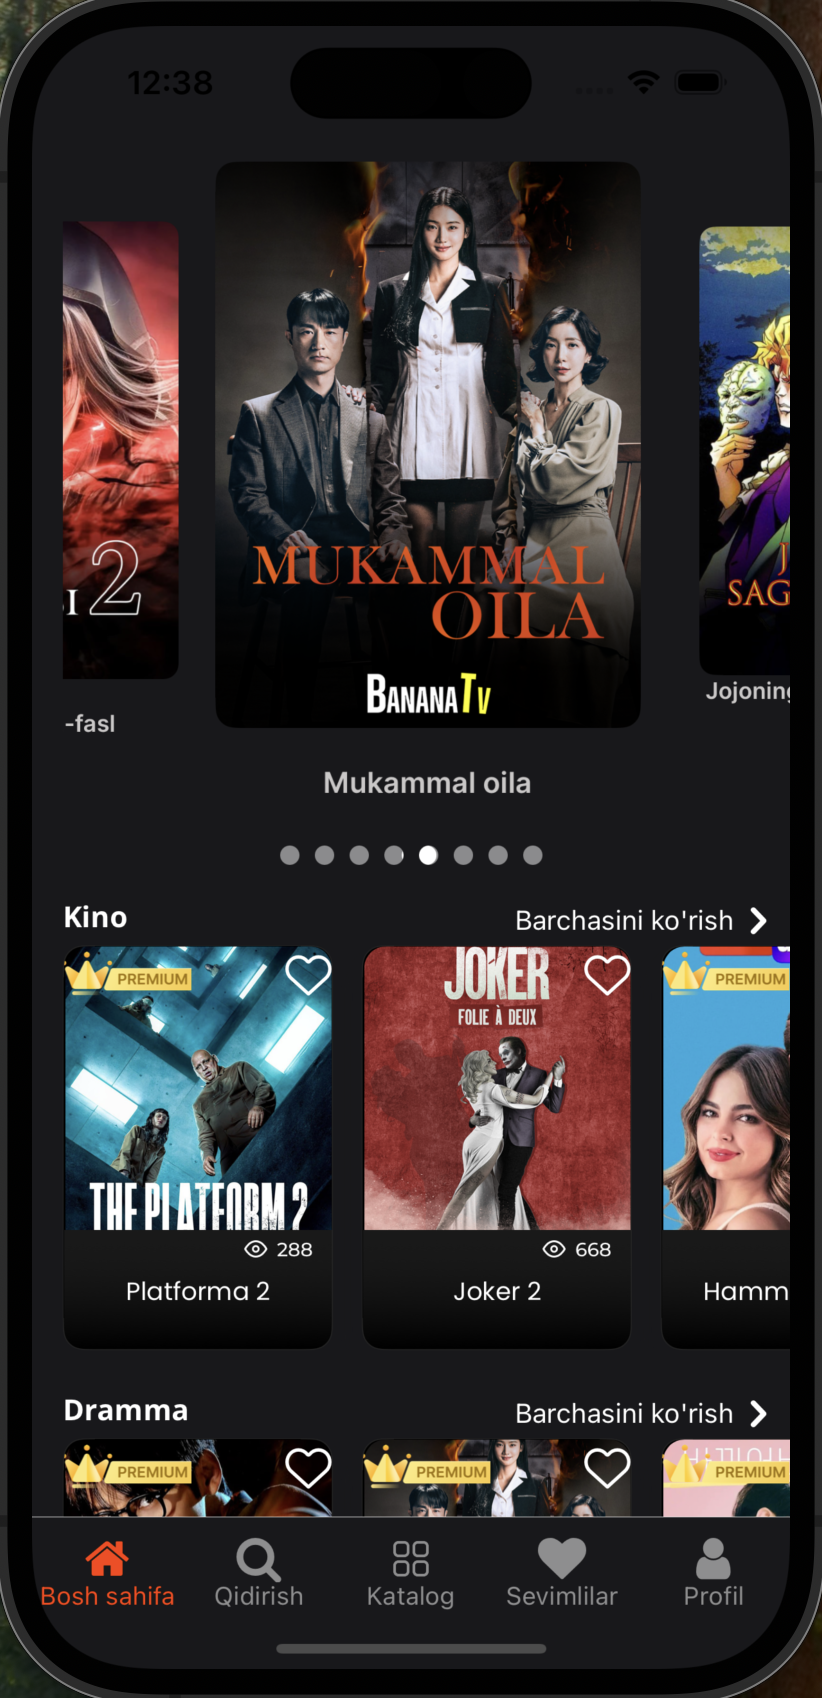 12:38
2
MUKAMMAL
OILA
BANANATV
SAG
-fasl
Jojoning
Mukammal oila
Kino
Barchasini ko'rish
PREMIUM
JOKER
FOLIE À DEUX
PREMIUM
THE PLATFORM 2
288
668
Platforma 2
Joker 2
Hamm
Dramma
Barchasini ko'rish
PREMIUM
PREMIUM
PREMIUM
Bosh sahifa
Qidirish
Katalog
Sevimlilar
Profil